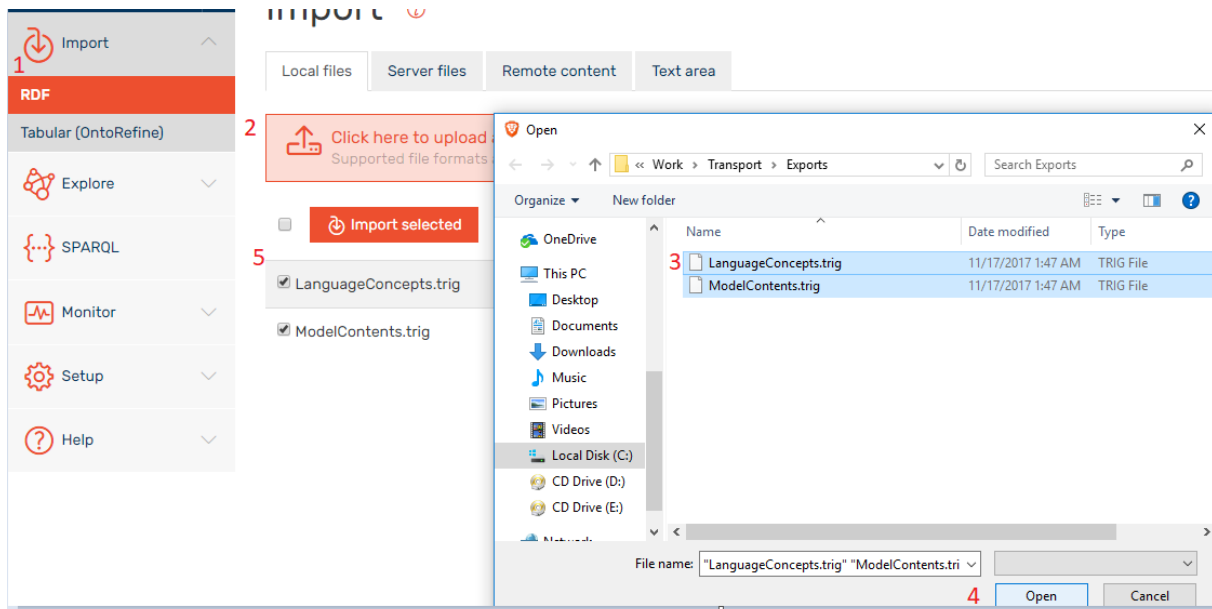 Import
Import
1
RDF
Tabular (OntoRefine)
Explore
SPARQL
Monitor
Setup
Help
Local files Server files Remote content Text area
2
Click here to upload
Supported file formats
Import selected
5
LanguageConcepts.trig
ModelContents.trig
Open
« Work > Transport > Exports
Search Exports
Organize New folder
OneDrive
This PC
Desktop
Documents
Downloads
Music
Pictures
Videos
Local Disk (C:)
CD Drive (D:)
CD Drive (E:)
Network
Name Date modified Type
3 LanguageConcepts.trig 11/17/2017 1:47 AM TRIG File
ModelContents.trig 11/17/2017 1:47 AM TRIG File
File name: "LanguageConcepts.trig" "ModelContents.tri
4 Open Cancel